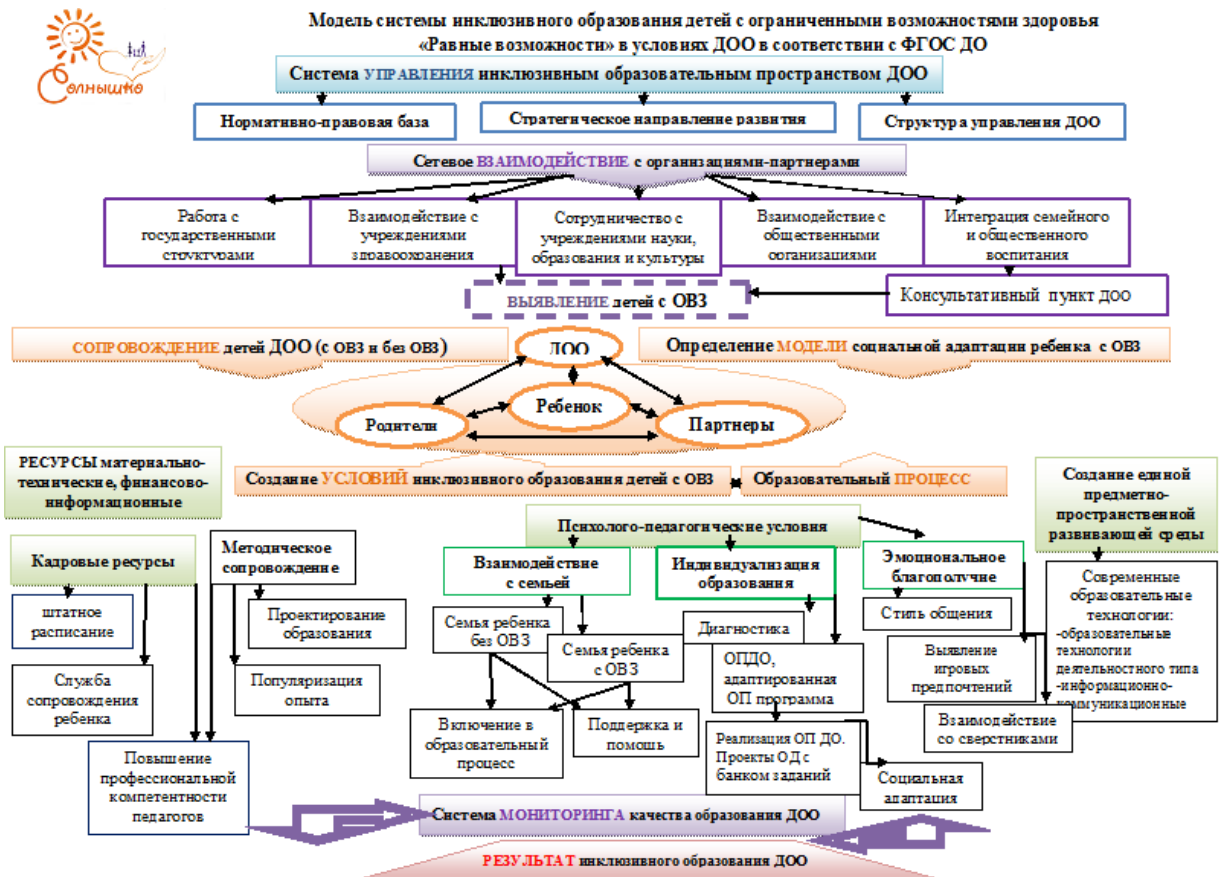 Солнышко
Модель системы инклюзивного образования детей с ограниченными возможностями здоровья
«Равные возможности» в условиях ДОО в соответствии с ФГОС ДО
Система УПРАВЛЕНИЯ инклюзивным образовательным пространством ДОО
Нормативно-правовая база
Стратегическое направление развития
Структура управления ДОО
Сетевое ВЗАИМОДЕЙСТВИЕ с организациями-партнерами
Работа с
государственными
структурами
Взаимодействие с
учреждениями
здравоохранения
Сотрудничество с
учреждениями науки,
образования и культуры
Взаимодействие с
общественными
организациями
Интеграция семейного
и общественного
воспитания
ВЫЯВЛЕНИЕ детей с ОВЗ
Консультативный пункт ДОО
СОПРОВОЖДЕНИЕ детей ДОО (с ОВЗ и без ОВЗ)
ДОО
Определение МОДЕЛИ социальной адаптации ребенка с ОВЗ
Родители
Ребенок
Партнеры
РЕСУРСЫ материально-
технические, финансово-
информационные
Создание УСЛОВИЙ инклюзивного образования детей с ОВЗ
Образовательный ПРОЦЕСС
Создание единой
предметно-
пространственной
развивающей среды
Психолого-педагогические условия
Кадровые ресурсы
Методическое
сопровождение
Взаимодействие
с семьей
Индивидуализация
образования
Эмоциональное
благополучие
штатное
расписание
Служба
сопровождения
ребенка
Проектирование
образования
Популяризация
опыта
Повышение
профессиональной
компетентности
педагогов
Семья ребенка
без ОВЗ
Семья ребенка
с ОВЗ
Включение в
образовательный
процесс
Поддержка и
помощь
Диагностика
ОПДО,
адаптированная
ОП программа
Реализация ОП ДО.
Проекты ОД с
банком заданий
Социальная
адаптация
Стиль общения
Выявление
игровых
предпочтений
Взаимодействие
со сверстниками
Современные
образовательные
технологии:
-образовательные
технологии
деятельностного типа
-информационно-
коммуникационные
Система МОНИТОРИНГА качества образования ДОО
РЕЗУЛЬТАТ инклюзивного образования ДОО